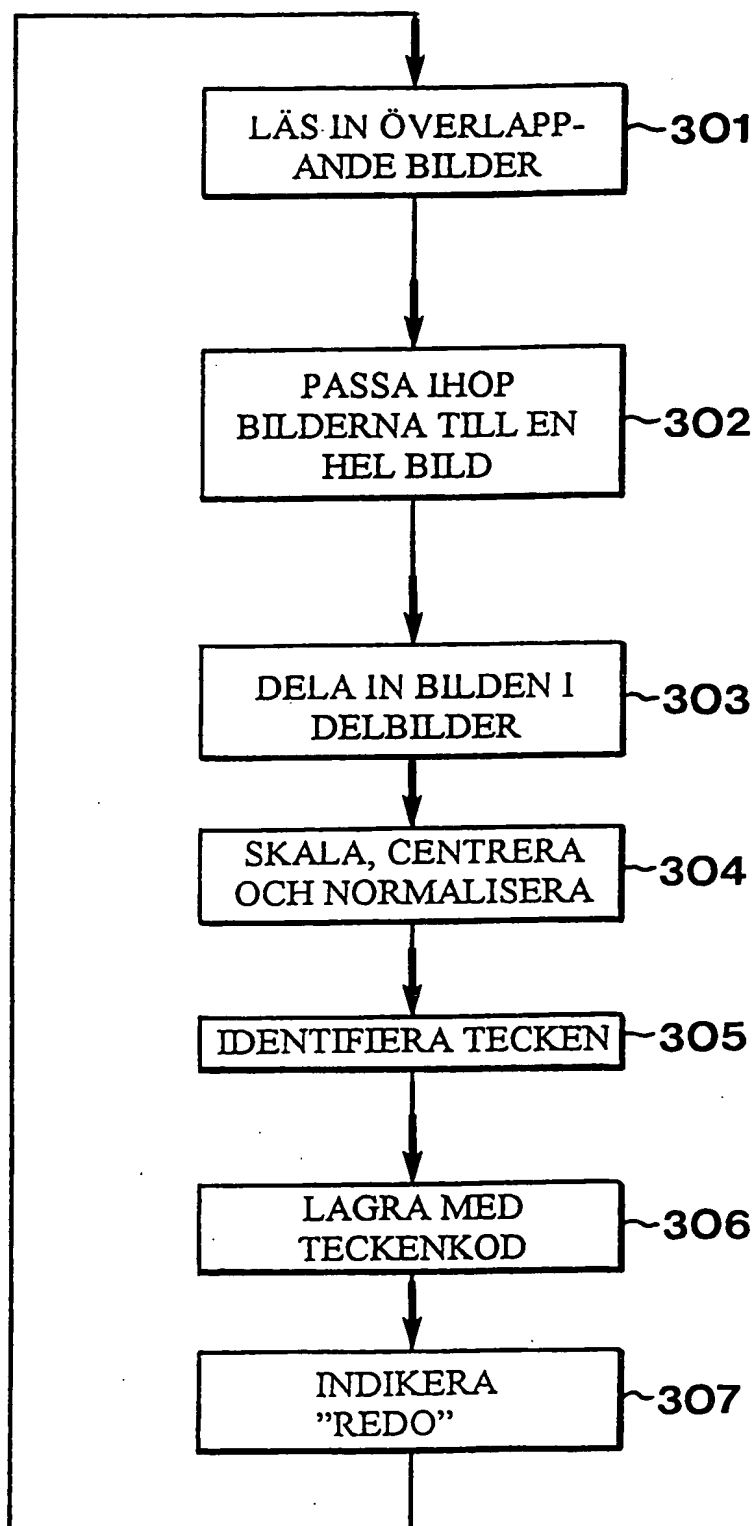 LÄS IN ÖVERLAPP-
ANDE BILDER
301
PASSA IHOP
BILDERNA TILL EN
HEL BILD
302
DELA IN BILDEN I
DELBILDER
303
SKALA, CENTRERA
OCH NORMALISERA
304
IDENTIFIERA TECKEN
305
LAGRA MED
TECKENKOD
306
INDIKERA
”REDO”
307